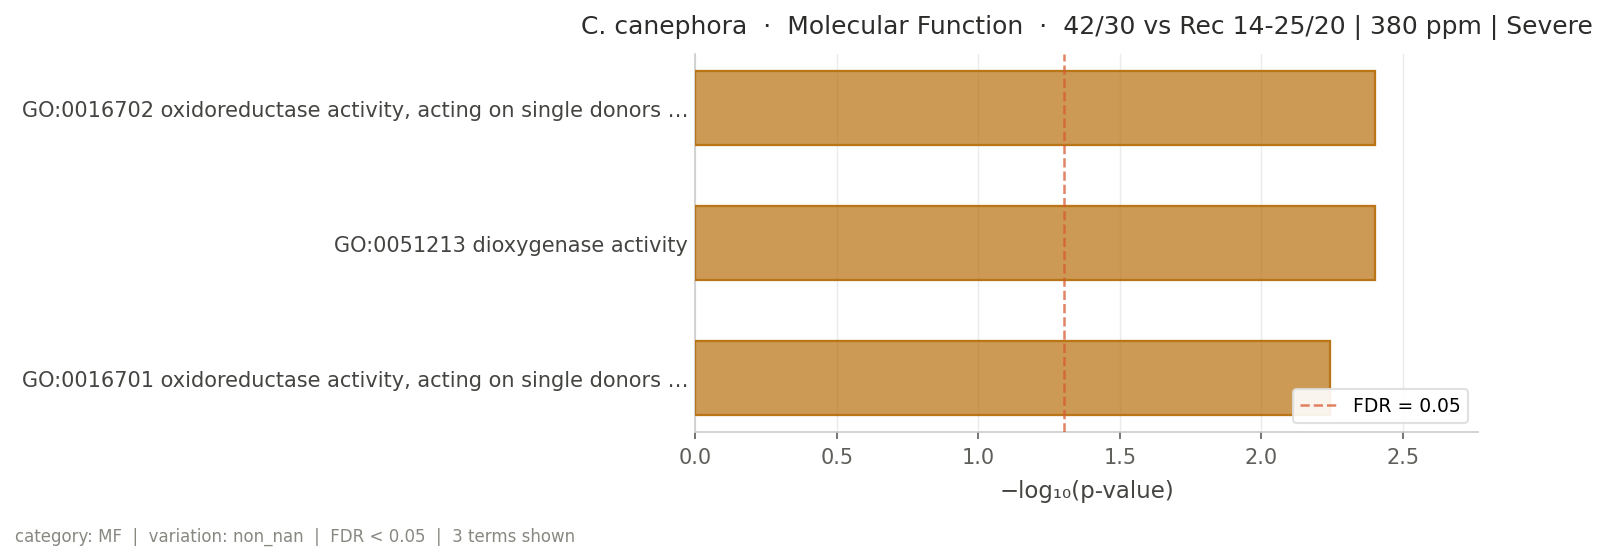 C. canephora · Molecular Function · 42/30 vs Rec 14-25/20 | 380 ppm | Severe
GO:0016702 oxidoreductase activity, acting on single donors …
GO:0051213 dioxygenase activity
GO:0016701 oxidoreductase activity, acting on single donors …
FDR = 0.05
0.0 0.5 1.0 1.5 2.0 2.5
−log₁₀(p-value)
category: MF | variation: non_nan | FDR < 0.05 | 3 terms shown